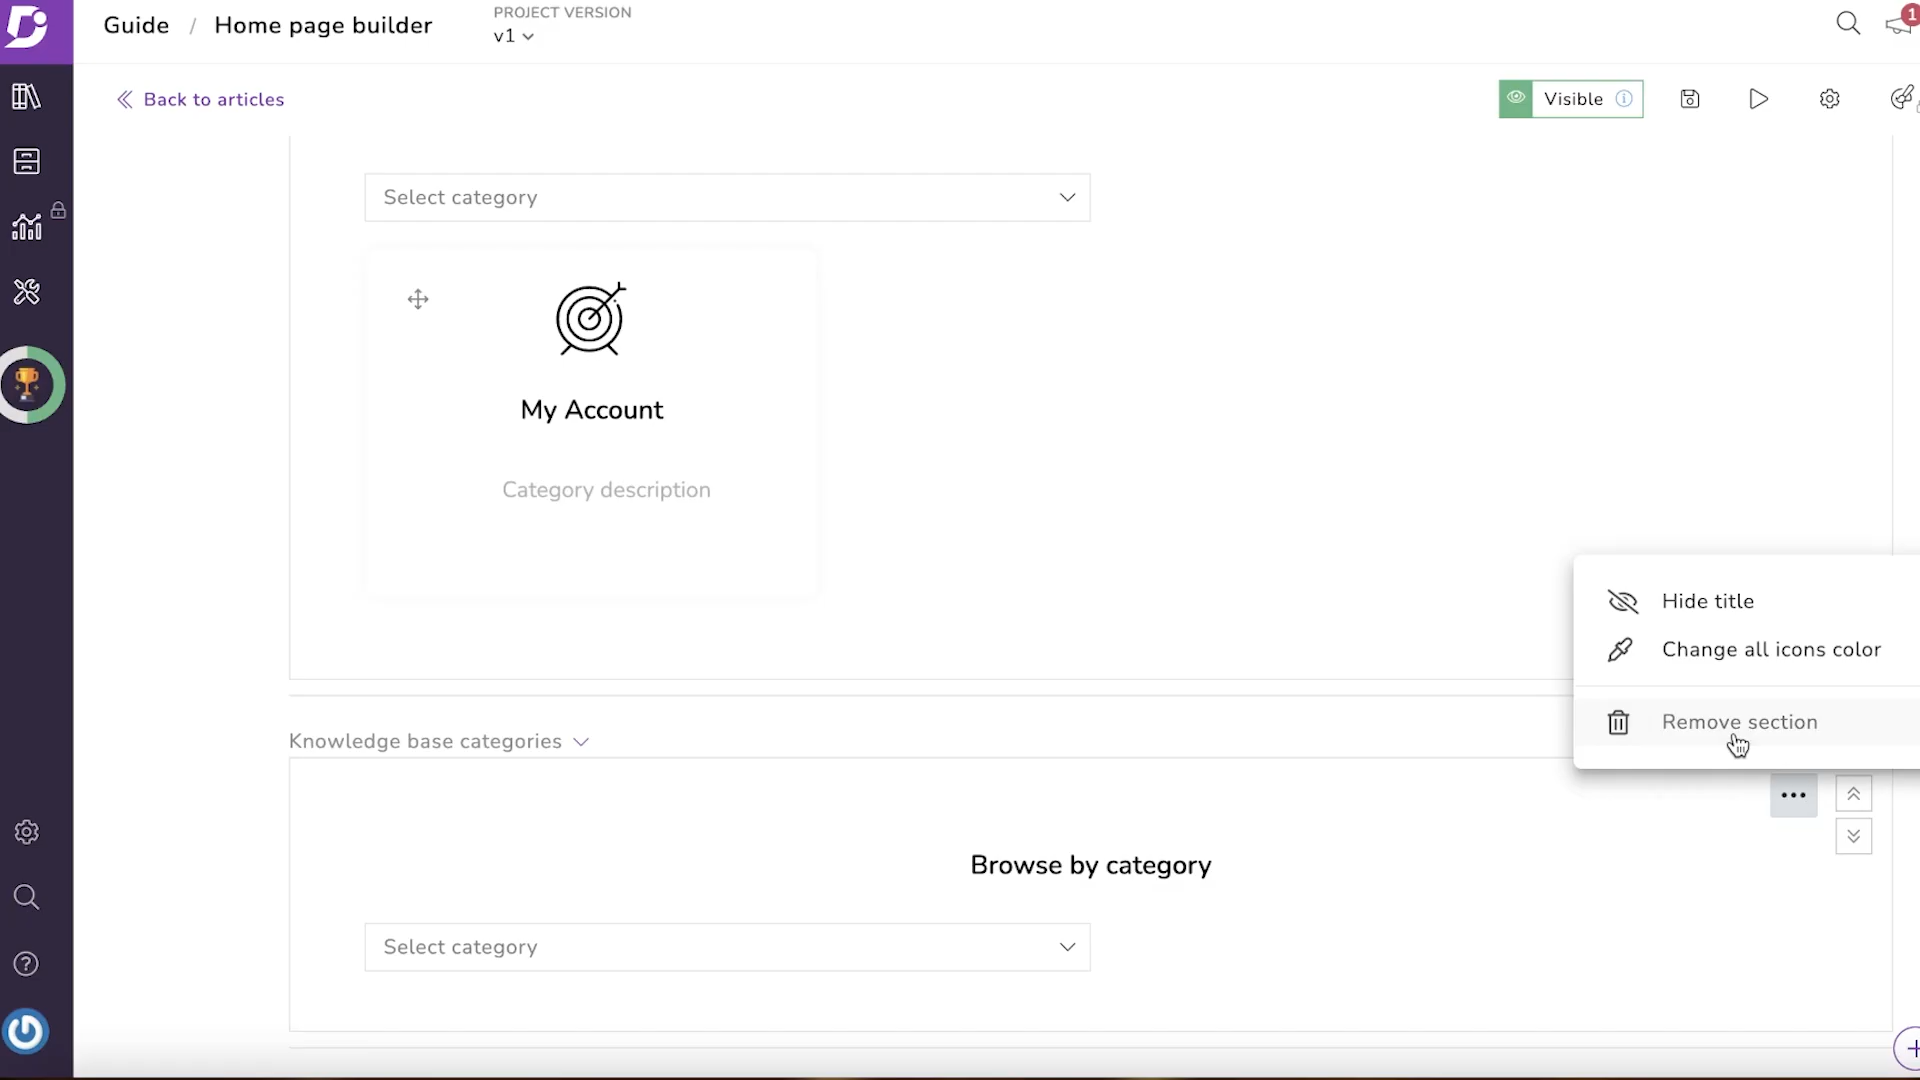 Guide / Home page builder
PROJECT VERSION
v1
1
Back to articles
Visible
Select category
My Account
Category description
Hide title
Change all icons color
Remove section
Knowledge base categories
Browse by category
Select category